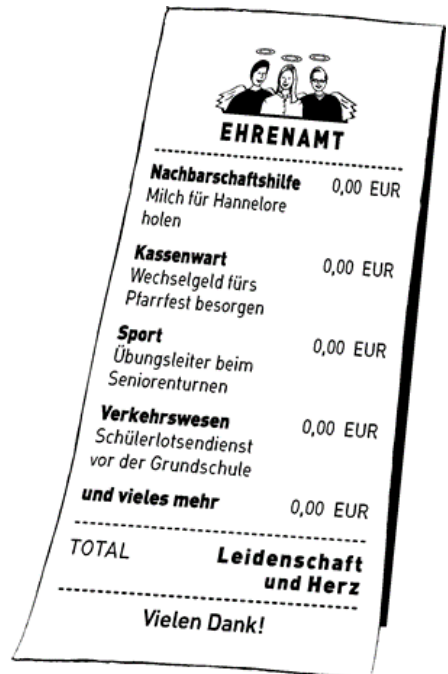 EHRENAMT
Nachbarschaftshilfe 0,00 EUR
Milch für Hannelore
holen
Kassenwart 0,00 EUR
Wechselgeld fürs
Pfarrfest besorgen
Sport 0,00 EUR
Übungsleiter beim
Seniorenturnen
Verkehrswesen 0,00 EUR
Schülerlotsendienst
vor der Grundschule
und vieles mehr 0,00 EUR
TOTAL Leidenschaft
und Herz
Vielen Dank!